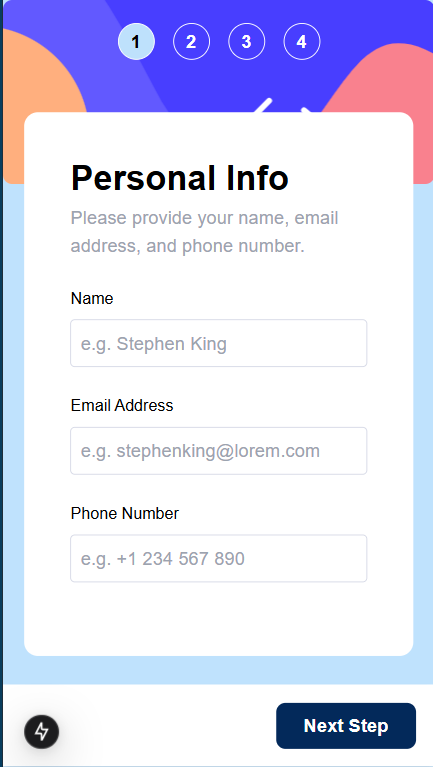 1 2 3 4
Personal Info
Please provide your name, email
address, and phone number.
Name
e.g. Stephen King
Email Address
e.g. stephenking@lorem.com
Phone Number
e.g. +1 234 567 890
Next Step